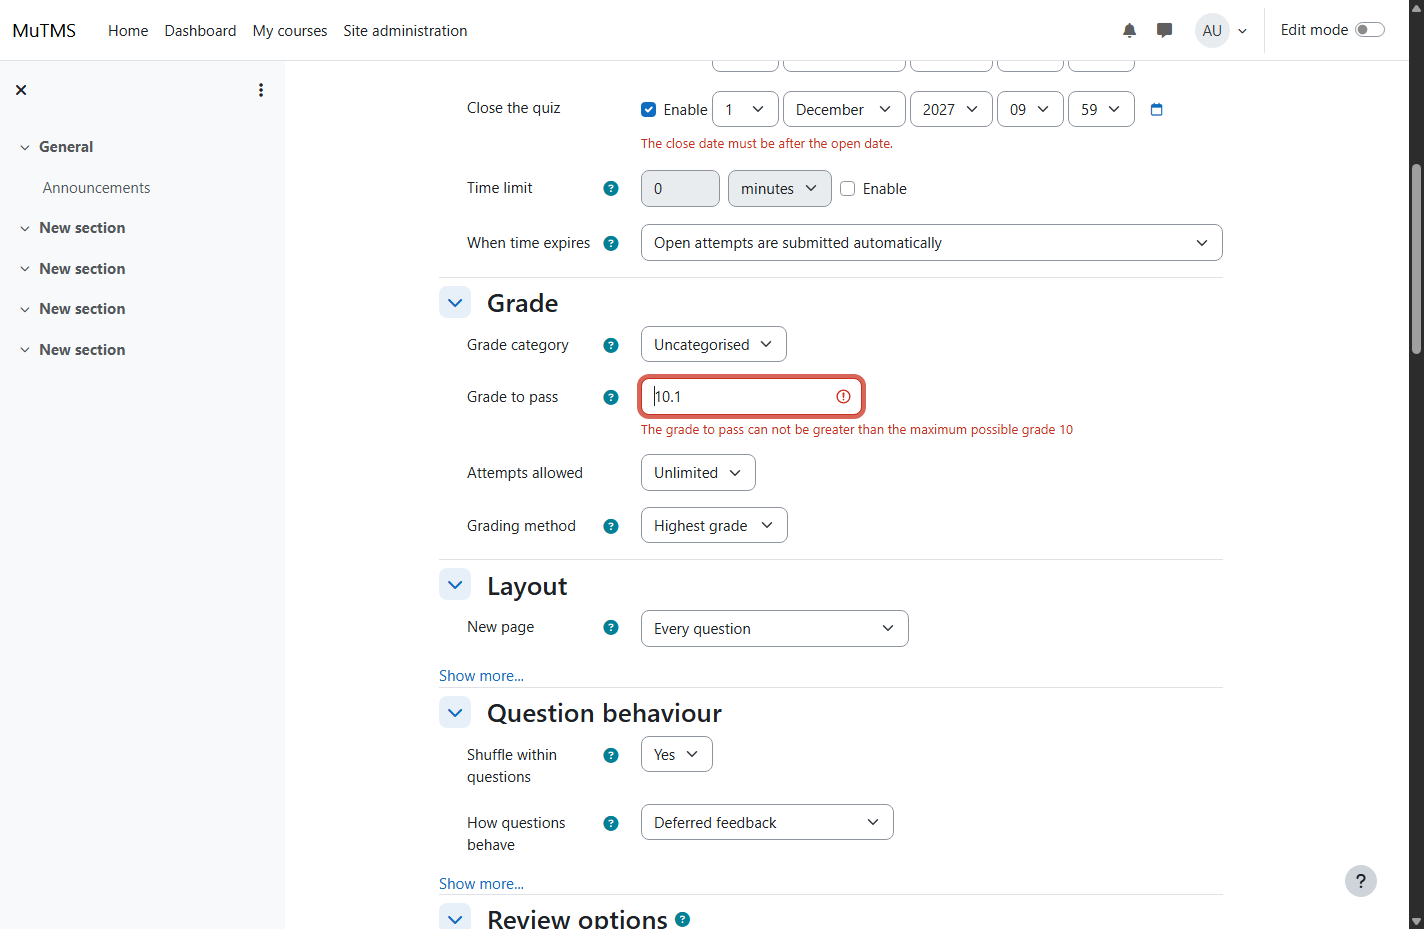 MuTMS Home Dashboard My courses Site administration AU Edit mode
General
Announcements
New section
New section
New section
New section
Close the quiz Enable 1 December 2027 09 59
The close date must be after the open date.
Time limit ? 0 minutes Enable
When time expires ? Open attempts are submitted automatically
Grade
Grade category ? Uncategorised
Grade to pass ? 10.1
The grade to pass can not be greater than the maximum possible grade 10
Attempts allowed Unlimited
Grading method ? Highest grade
Layout
New page ? Every question
Show more...
Question behaviour
Shuffle within questions ? Yes
How questions behave ? Deferred feedback
Show more...
Review options ?
?